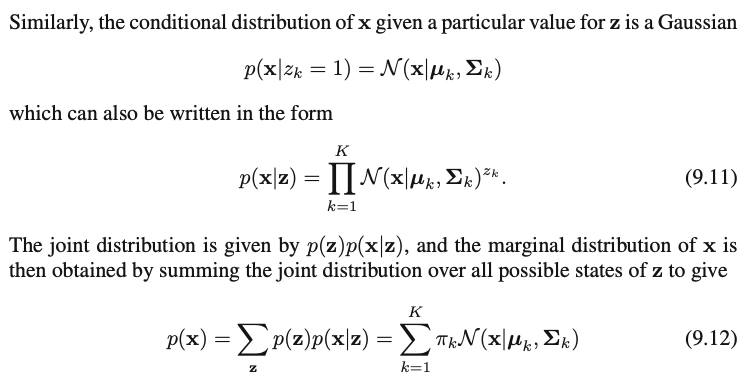 Similarly, the conditional distribution of x given a particular value for z is a Gaussian
p(x|z_k = 1) = N(x|μ_k, Σ_k)
which can also be written in the form
p(x|z) = ∏_{k=1}^{K} N(x|μ_k, Σ_k)^{z_k}. (9.11)
The joint distribution is given by p(z)p(x|z), and the marginal distribution of x is
then obtained by summing the joint distribution over all possible states of z to give
p(x) = ∑_z p(z)p(x|z) = ∑_{k=1}^{K} π_k N(x|μ_k, Σ_k) (9.12)